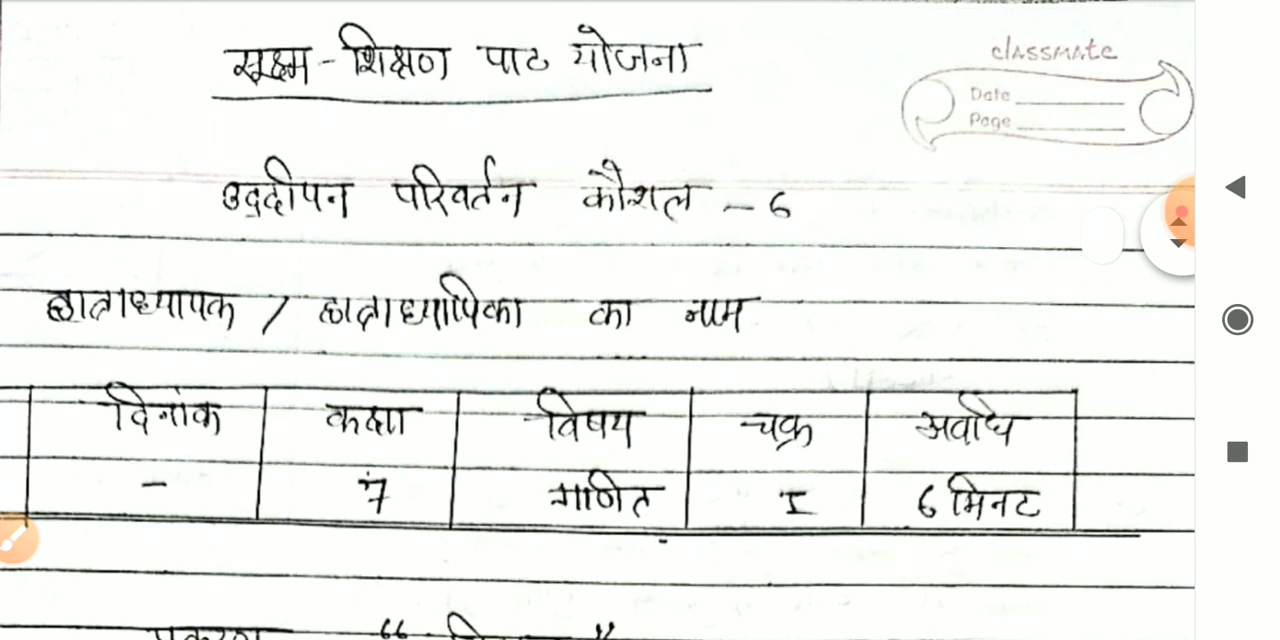 सूक्ष्म - शिक्षण पाठ योजना
classmate
Date
Page
उद्दीपन परिवर्तन कौशल - 6
छात्राध्यापक / छात्राध्यापिका का नाम
दिनांक कक्षा विषय चक्र अवधि
- 7 गणित I 6 मिनट
प्रकरण